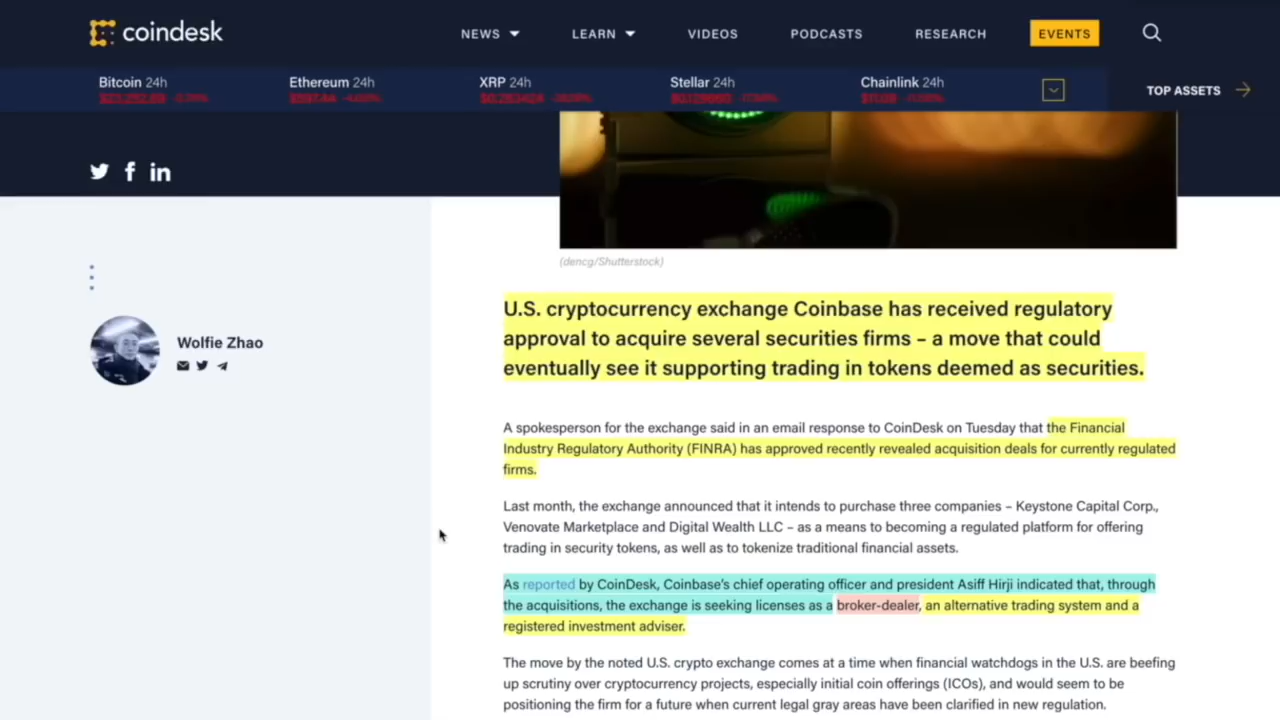 coindesk
NEWS LEARN VIDEOS PODCASTS RESEARCH EVENTS
Bitcoin 24h Ethereum 24h XRP 24h Stellar 24h Chainlink 24h TOP ASSETS
(dencg/Shutterstock)
Wolfie Zhao
U.S. cryptocurrency exchange Coinbase has received regulatory
approval to acquire several securities firms – a move that could
eventually see it supporting trading in tokens deemed as securities.
A spokesperson for the exchange said in an email response to CoinDesk on Tuesday that the Financial
Industry Regulatory Authority (FINRA) has approved recently revealed acquisition deals for currently regulated
firms.
Last month, the exchange announced that it intends to purchase three companies – Keystone Capital Corp.,
Venovate Marketplace and Digital Wealth LLC – as a means to becoming a regulated platform for offering
trading in security tokens, as well as to tokenize traditional financial assets.
As reported by CoinDesk, Coinbase's chief operating officer and president Asiff Hirji indicated that, through
the acquisitions, the exchange is seeking licenses as a broker-dealer, an alternative trading system and a
registered investment adviser.
The move by the noted U.S. crypto exchange comes at a time when financial watchdogs in the U.S. are beefing
up scrutiny over cryptocurrency projects, especially initial coin offerings (ICOs), and would seem to be
positioning the firm for a future when current legal gray areas have been clarified in new regulation.